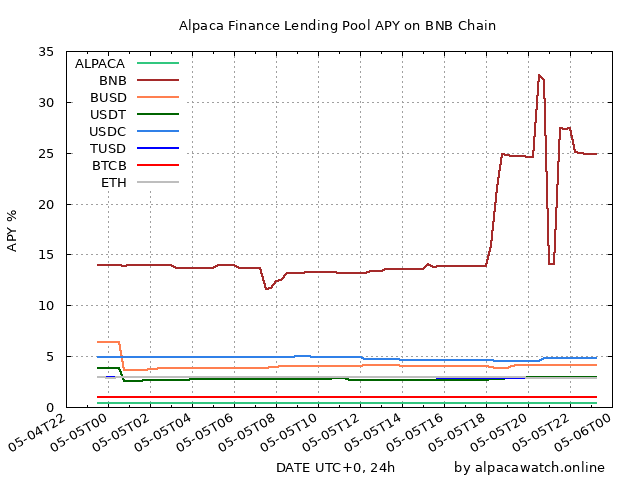 Alpaca Finance Lending Pool APY on BNB Chain
35
30
25
20
15
10
5
0
APY %
ALPACA
BNB
BUSD
USDT
USDC
TUSD
BTCB
ETH
05-04T22
05-05T00
05-05T02
05-05T04
05-05T06
05-05T08
05-05T10
05-05T12
05-05T14
05-05T16
05-05T18
05-05T20
05-05T22
05-06T00
DATE UTC+0, 24h
by alpacawatch.online